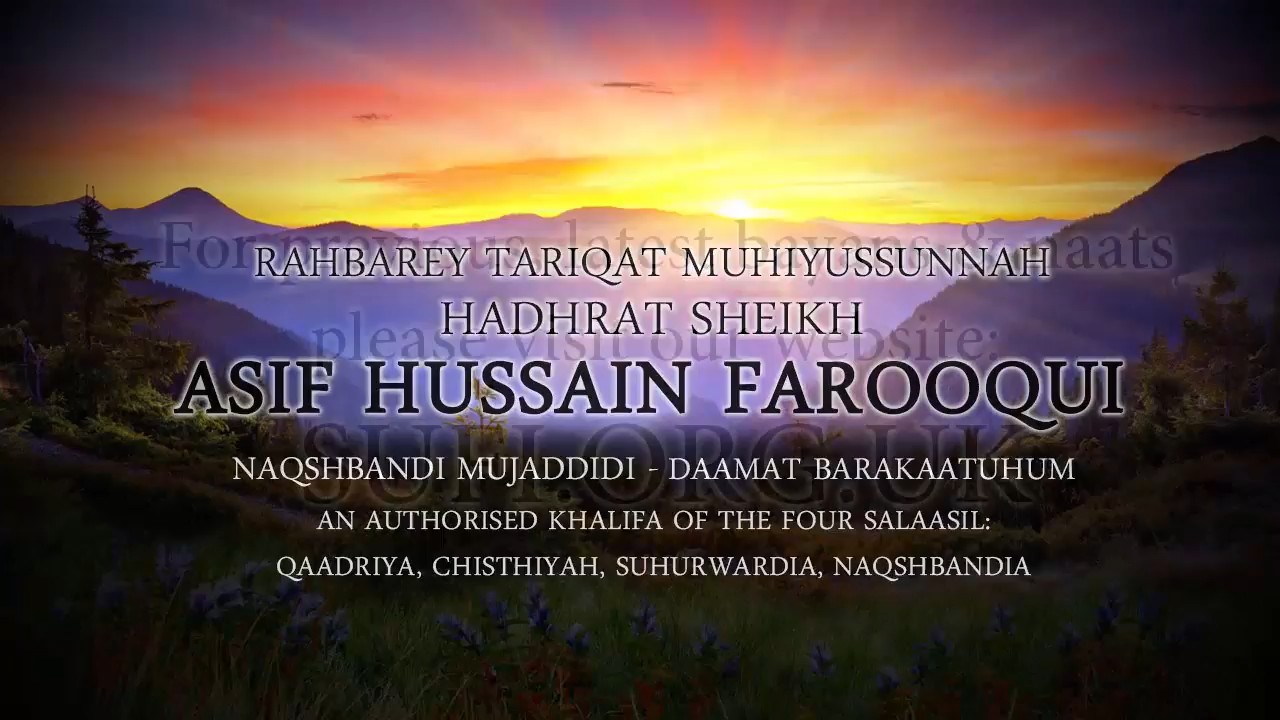 For previous, latest bayans & naats
RAHBAREY TARIQAT MUHIYUSSUNNAH
HADHRAT SHEIKH
please visit our website:
ASIF HUSSAIN FAROOQUI
SUFI.ORG.UK
NAQSHBANDI MUJADDIDI - DAAMAT BARAKAATUHUM
AN AUTHORISED KHALIFA OF THE FOUR SALAASIL:
QAADRIYA, CHISTHIYAH, SUHURWARDIA, NAQSHBANDIA